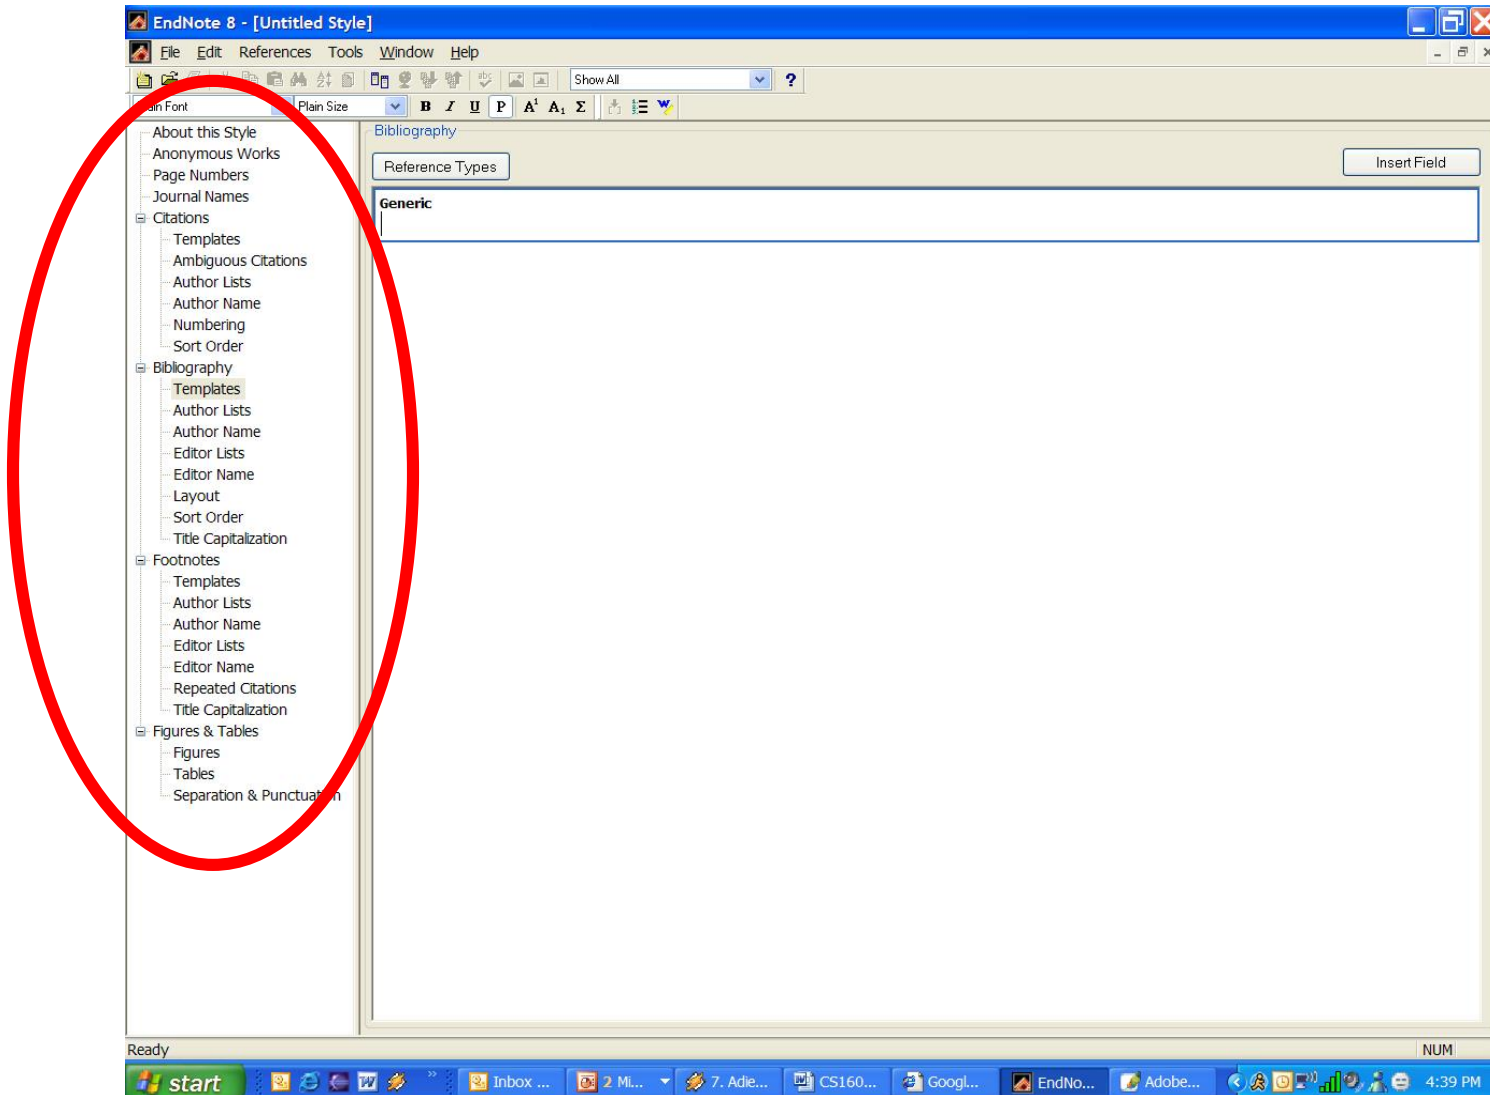 EndNote 8 - [Untitled Style]
File Edit References Tools Window Help
Show All ?
Font Plain Size B I U P A¹ A₁ Σ
About this Style
Anonymous Works
Page Numbers
Journal Names
Citations
Templates
Ambiguous Citations
Author Lists
Author Name
Numbering
Sort Order
Bibliography
Templates
Author Lists
Author Name
Editor Lists
Editor Name
Layout
Sort Order
Title Capitalization
Footnotes
Templates
Author Lists
Author Name
Editor Lists
Editor Name
Repeated Citations
Title Capitalization
Figures & Tables
Figures
Tables
Separation & Punctuation
Bibliography
Reference Types Insert Field
Generic
Ready NUM
start Inbox ... 2 Mi... 7. Adie... CS160... Googl... EndNo... Adobe... 4:39 PM